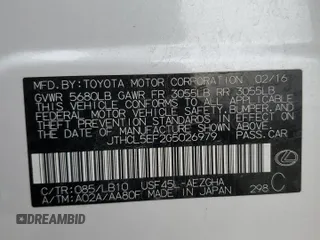 MFD. BY: TOYOTA MOTOR CORPORATION 02/16
GVWR 5680LB GAWR FR 3055LB RR 3055LB
THIS VEHICLE CONFORMS TO ALL APPLICABLE
FEDERAL MOTOR VEHICLE SAFETY, BUMPER, AND
THEFT PREVENTION STANDARDS IN EFFECT ON
THE DATE OF MANUFACTURE SHOWN ABOVE.
JTHCL5EF2G5026979 PASS.CAR
C/TR:085/LB10 USF45L-AEZGHA
A/TM:A02A/AA80F MADE IN JAPAN 298 C
DREAMBID